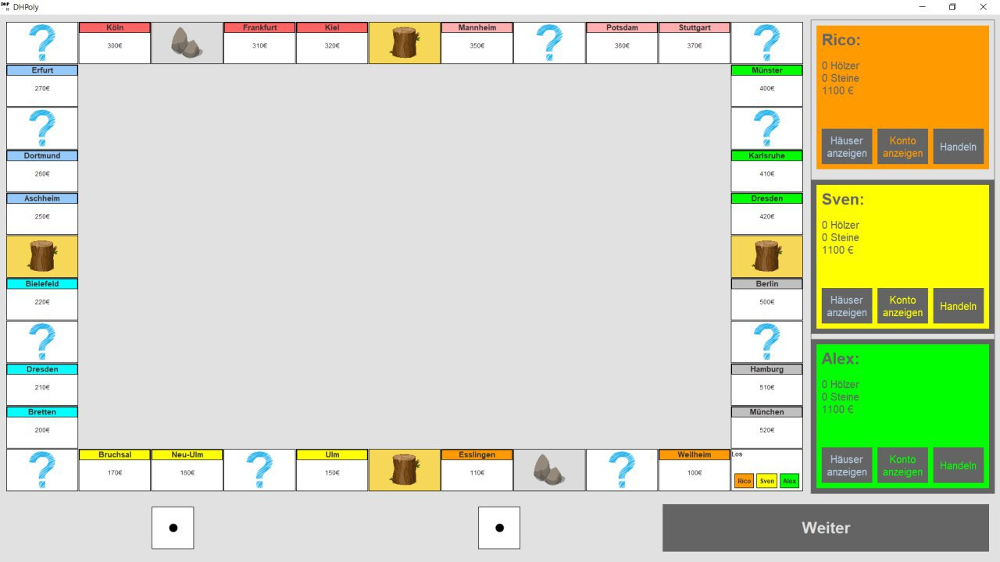 DHPoly
?
Köln
300€
Frankfurt
310€
Kiel
320€
Mannheim
350€
?
Potsdam
360€
Stuttgart
370€
?
Erfurt
270€
?
Dortmund
260€
Aschheim
250€
Bielefeld
220€
?
Dresden
210€
Bretten
200€
Münster
400€
?
Karlsruhe
410€
Dresden
420€
Berlin
500€
?
Hamburg
510€
München
520€
?
Bruchsal
170€
Neu-Ulm
160€
?
Ulm
150€
Esslingen
110€
?
Weilheim
100€
Los
Rico
Sven
Alex
Rico:
0 Hölzer
0 Steine
1100 €
Häuser
anzeigen
Konto
anzeigen
Handeln
Sven:
0 Hölzer
0 Steine
1100 €
Häuser
anzeigen
Konto
anzeigen
Handeln
Alex:
0 Hölzer
0 Steine
1100 €
Häuser
anzeigen
Konto
anzeigen
Handeln
Weiter